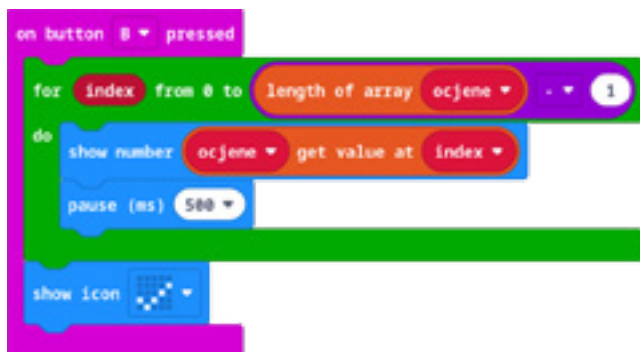 on button B pressed
for index from 0 to length of array ocjene - 1
do
show number ocjene get value at index
pause (ms) 500
show icon